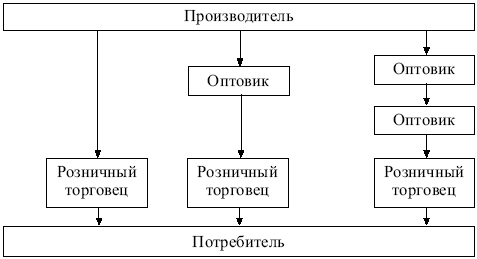 Производитель
Оптовик
Оптовик
Оптовик
Розничный
торговец
Розничный
торговец
Розничный
торговец
Потребитель